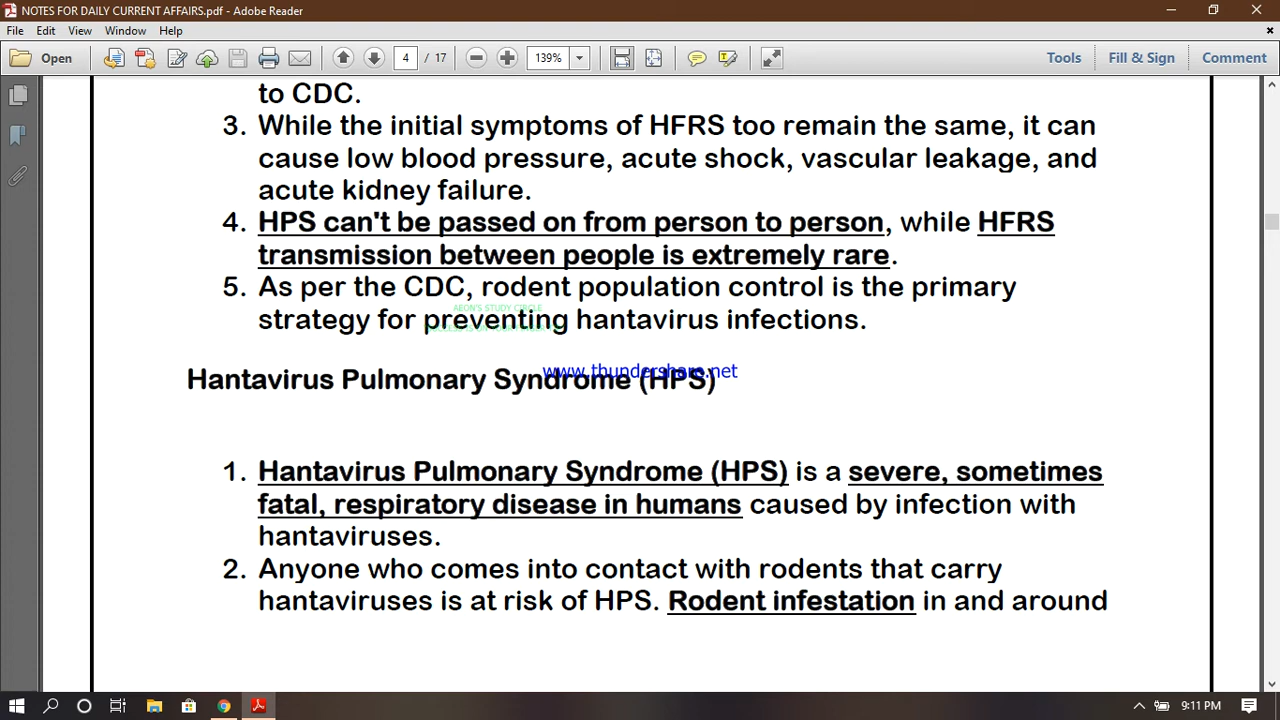 NOTES FOR DAILY CURRENT AFFAIRS.pdf - Adobe Reader
File Edit View Window Help
Open 4 / 17 139% Tools Fill & Sign Comment
to CDC.
3. While the initial symptoms of HFRS too remain the same, it can
cause low blood pressure, acute shock, vascular leakage, and
acute kidney failure.
4. HPS can't be passed on from person to person, while HFRS
transmission between people is extremely rare.
5. As per the CDC, rodent population control is the primary
AEON'S STUDY CIRCLE
strategy for preventing hantavirus infections.
www.thundershare.net
Hantavirus Pulmonary Syndrome (HPS)
1. Hantavirus Pulmonary Syndrome (HPS) is a severe, sometimes
fatal, respiratory disease in humans caused by infection with
hantaviruses.
2. Anyone who comes into contact with rodents that carry
hantaviruses is at risk of HPS. Rodent infestation in and around
9:11 PM